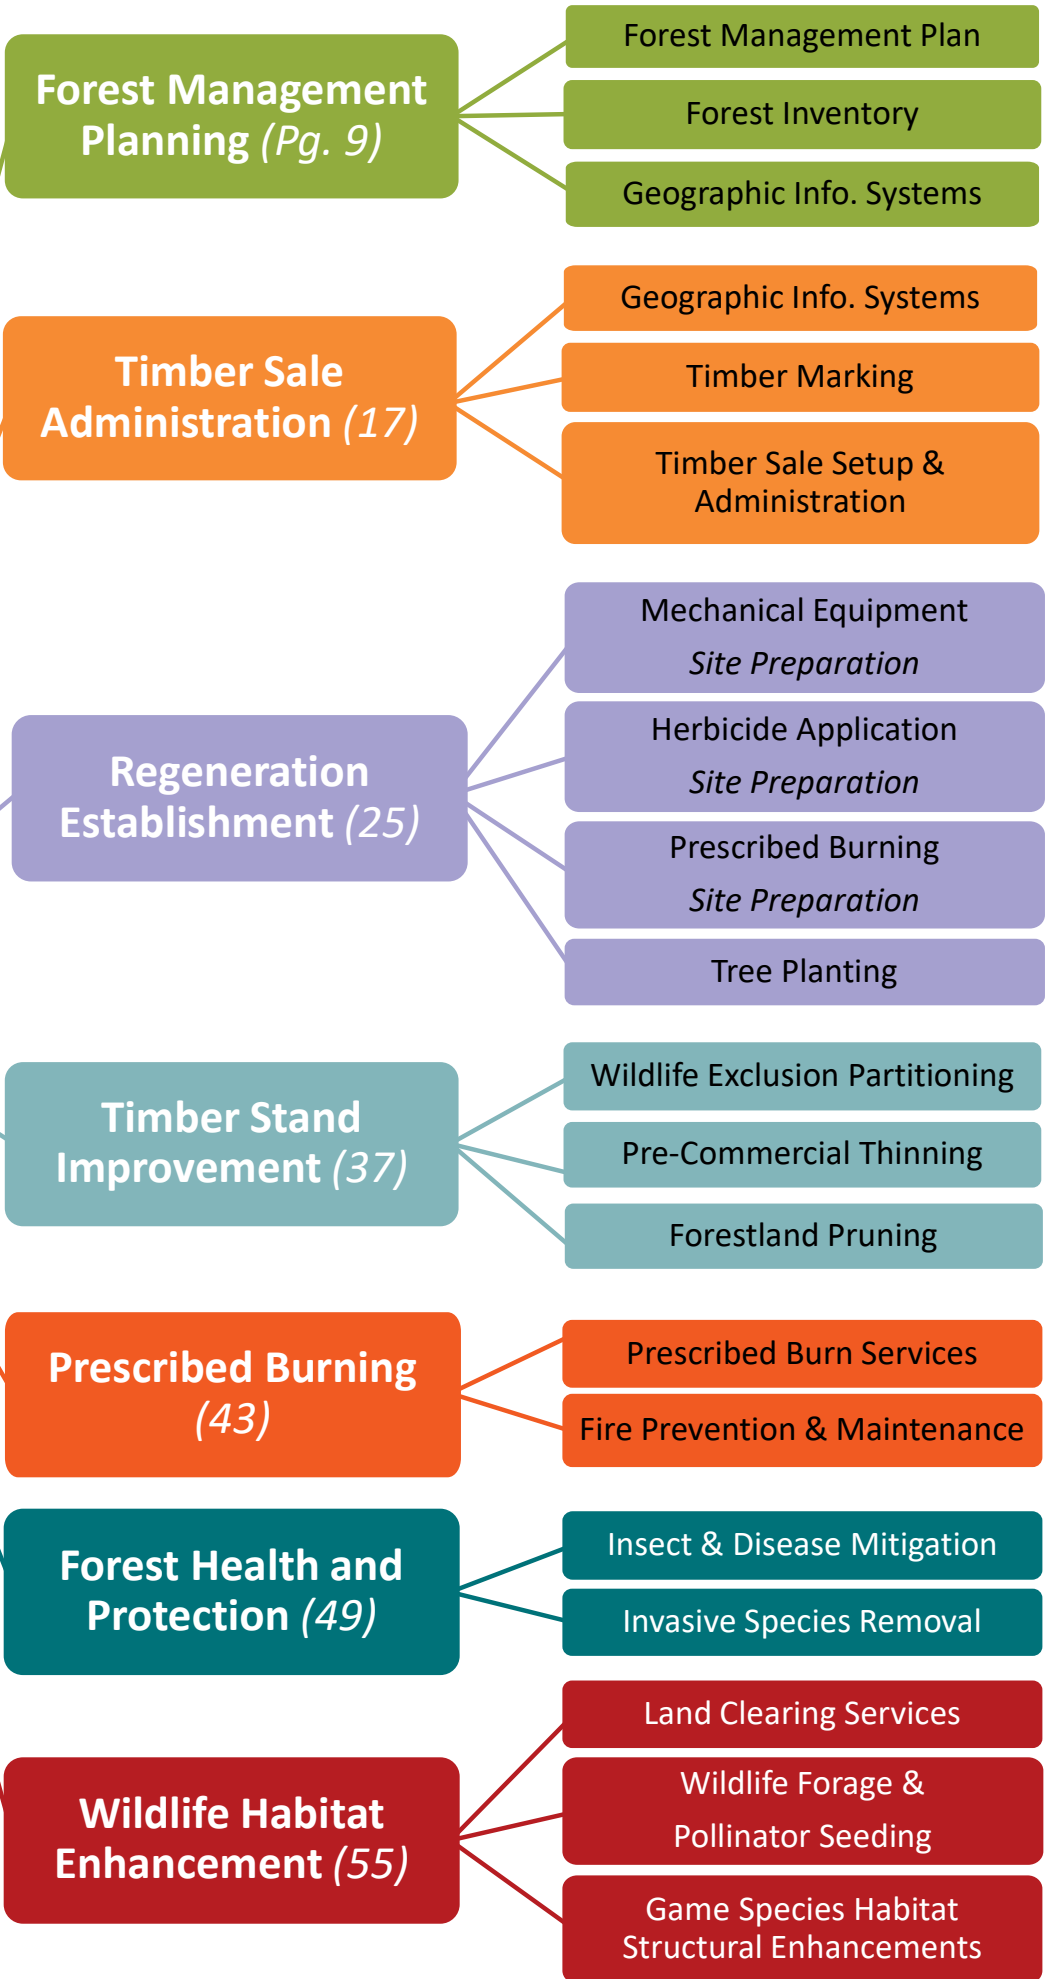 Forest Management
Planning (Pg. 9)
Forest Management Plan
Forest Inventory
Geographic Info. Systems
Timber Sale
Administration (17)
Geographic Info. Systems
Timber Marking
Timber Sale Setup &
Administration
Regeneration
Establishment (25)
Mechanical Equipment
Site Preparation
Herbicide Application
Site Preparation
Prescribed Burning
Site Preparation
Tree Planting
Timber Stand
Improvement (37)
Wildlife Exclusion Partitioning
Pre-Commercial Thinning
Forestland Pruning
Prescribed Burning
(43)
Prescribed Burn Services
Fire Prevention & Maintenance
Forest Health and
Protection (49)
Insect & Disease Mitigation
Invasive Species Removal
Wildlife Habitat
Enhancement (55)
Land Clearing Services
Wildlife Forage &
Pollinator Seeding
Game Species Habitat
Structural Enhancements